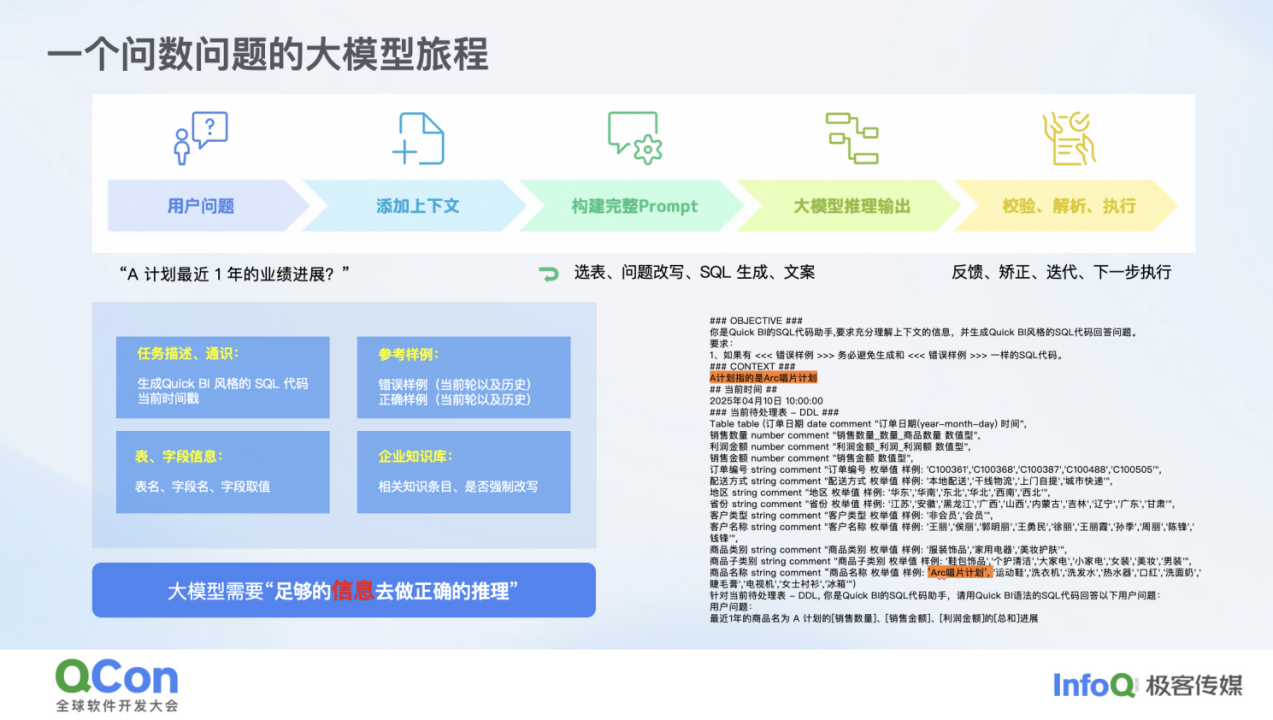 一个问数问题的大模型旅程
?
用户问题
添加上下文
构建完整Prompt
大模型推理输出
校验、解析、执行
“A 计划最近 1 年的业绩进展？”
选表、问题改写、SQL 生成、文案
反馈、矫正、迭代、下一步执行
任务描述、通识：
生成Quick BI 风格的 SQL 代码
当前时间戳
参考样例：
错误样例（当前轮以及历史）
正确样例（当前轮以及历史）
表、字段信息：
表名、字段名、字段取值
企业知识库：
相关知识条目、是否强制改写
大模型需要“足够的信息去做正确的推理”
### OBJECTIVE ###
你是Quick BI的SQL代码助手,要求充分理解上下文的信息，并生成Quick BI风格的SQL代码回答问题。
要求：
1、如果有 <<< 错误样例 >>> 务必避免生成和 <<< 错误样例 >>> 一样的SQL代码。
### CONTEXT ###
A计划指的是Arc唱片计划
## 当前时间 ##
2025年04月10日 10:00:00
### 当前待处理表 – DDL ###
Table table (订单日期 date comment "订单日期(year-month-day) 时间",
销售数量 number comment "销售数量_数量_商品数量 数值型",
利润金额 number comment "利润金额_利润_利润额 数值型",
销售金额 number comment "销售金额 数值型",
订单编号 string comment "订单编号 枚举值 样例: 'C100361','C100368','C100387','C100488','C100505'",
配送方式 string comment "配送方式 枚举值 样例: '本地配送','干线物流','上门自提','城市快递'",
地区 string comment "地区 枚举值 样例: '华东','华南','东北','华北','西南','西北'",
省份 string comment "省份 枚举值 样例: '江苏','安徽','黑龙江','广西','山西','内蒙古','吉林','辽宁','广东','甘肃'",
客户类型 string comment "客户类型 枚举值 样例: '非会员','会员'",
客户名称 string comment "客户名称 枚举值 样例: '王丽','侯丽','郭明丽','王勇民','徐丽','王丽霞','孙季','周丽','陈锋','
钱锋'",
商品类别 string comment "商品类别 枚举值 样例: '服装饰品','家用电器','美妆护肤'",
商品子类别 string comment "商品子类别 枚举值 样例: '鞋包饰品','个护清洁','大家电','小家电','女装','美妆','男装'",
商品名称 string comment "商品名称 枚举值 样例: 'Arc唱片计划','运动鞋','洗衣机','洗发水','热水器','口红','洗面奶','
睫毛膏','电视机','女士衬衫','冰箱'")
针对当前待处理表 – DDL, 你是Quick BI的SQL代码助手，请用Quick BI语法的SQL代码回答以下用户问题：
用户问题：
最近1年的商品名为 A 计划的[销售数量]、[销售金额]、[利润金额]的[总和]进展
QCon
全球软件开发大会
InfoQ 极客传媒